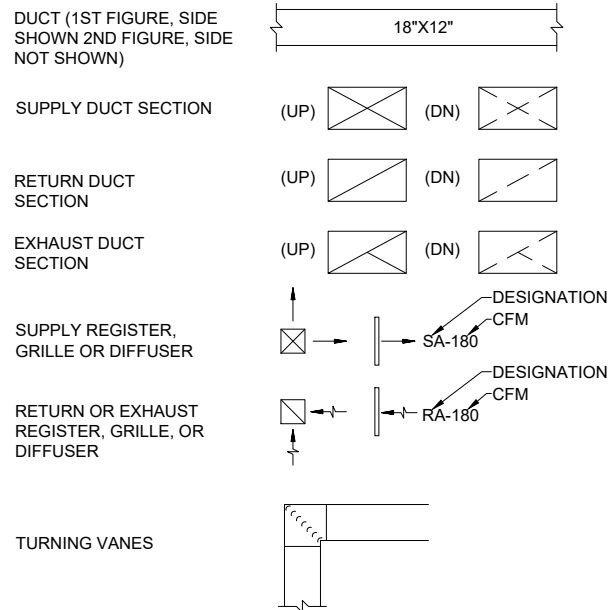 DUCT (1ST FIGURE, SIDE
SHOWN 2ND FIGURE, SIDE
NOT SHOWN)
18"X12"
SUPPLY DUCT SECTION
(UP)
(DN)
RETURN DUCT
SECTION
(UP)
(DN)
EXHAUST DUCT
SECTION
(UP)
(DN)
SUPPLY REGISTER,
GRILLE OR DIFFUSER
DESIGNATION
CFM
SA-180
RETURN OR EXHAUST
REGISTER, GRILLE, OR
DIFFUSER
DESIGNATION
CFM
RA-180
TURNING VANES